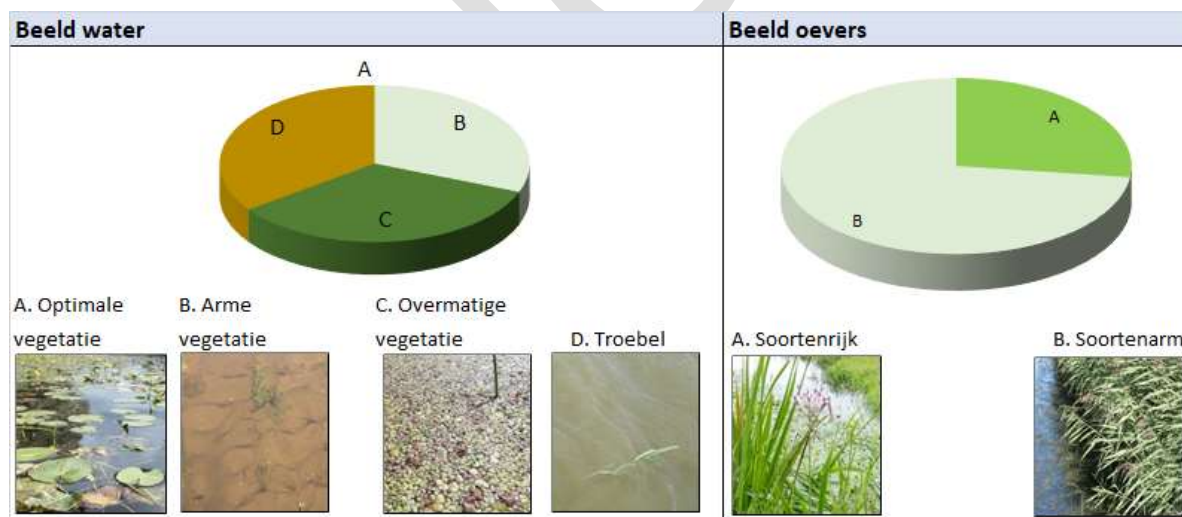 Beeld water
A
B
C
D
A. Optimale
vegetatie
B. Arme
vegetatie
C. Overmatige
vegetatie
D. Troebel
Beeld oevers
A
B
A. Soortenrijk
B. Soortenarm